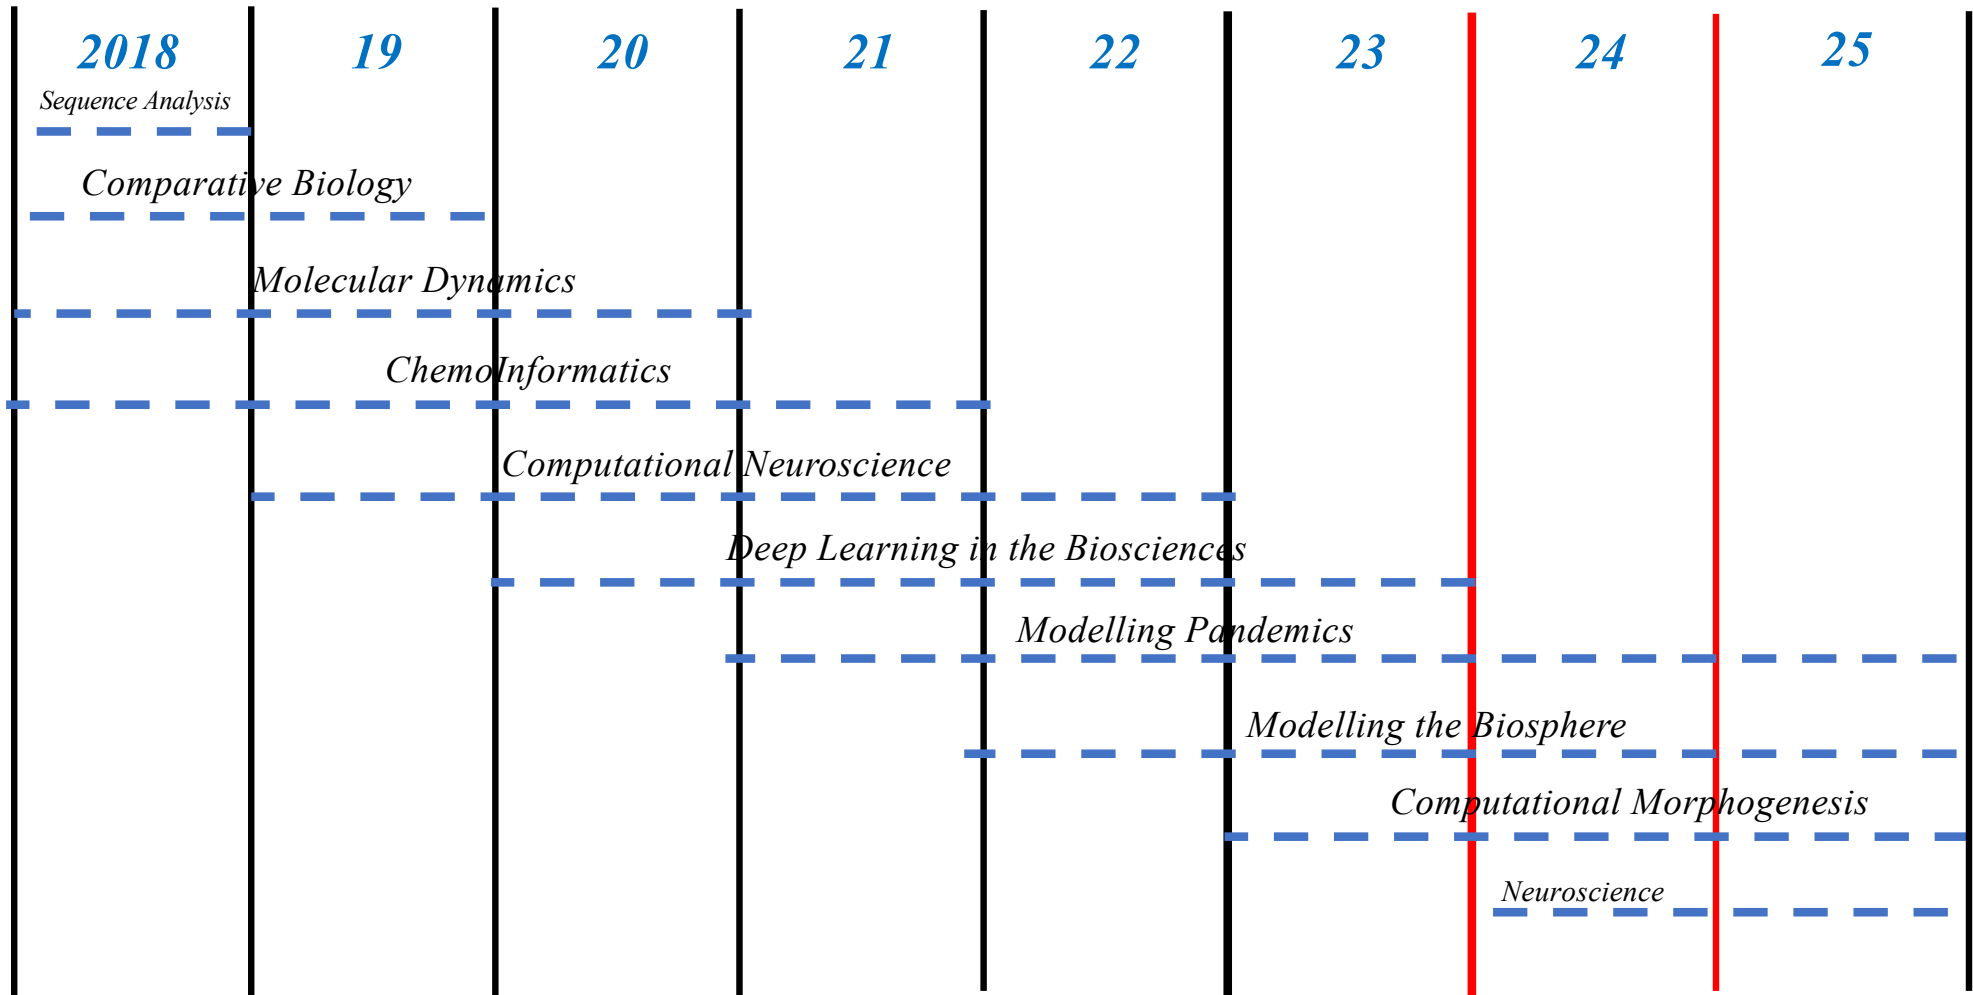 2018 19 20 21 22 23 24 25
Sequence Analysis
Comparative Biology
Molecular Dynamics
ChemoInformatics
Computational Neuroscience
Deep Learning in the Biosciences
Modelling Pandemics
Modelling the Biosphere
Computational Morphogenesis
Neuroscience